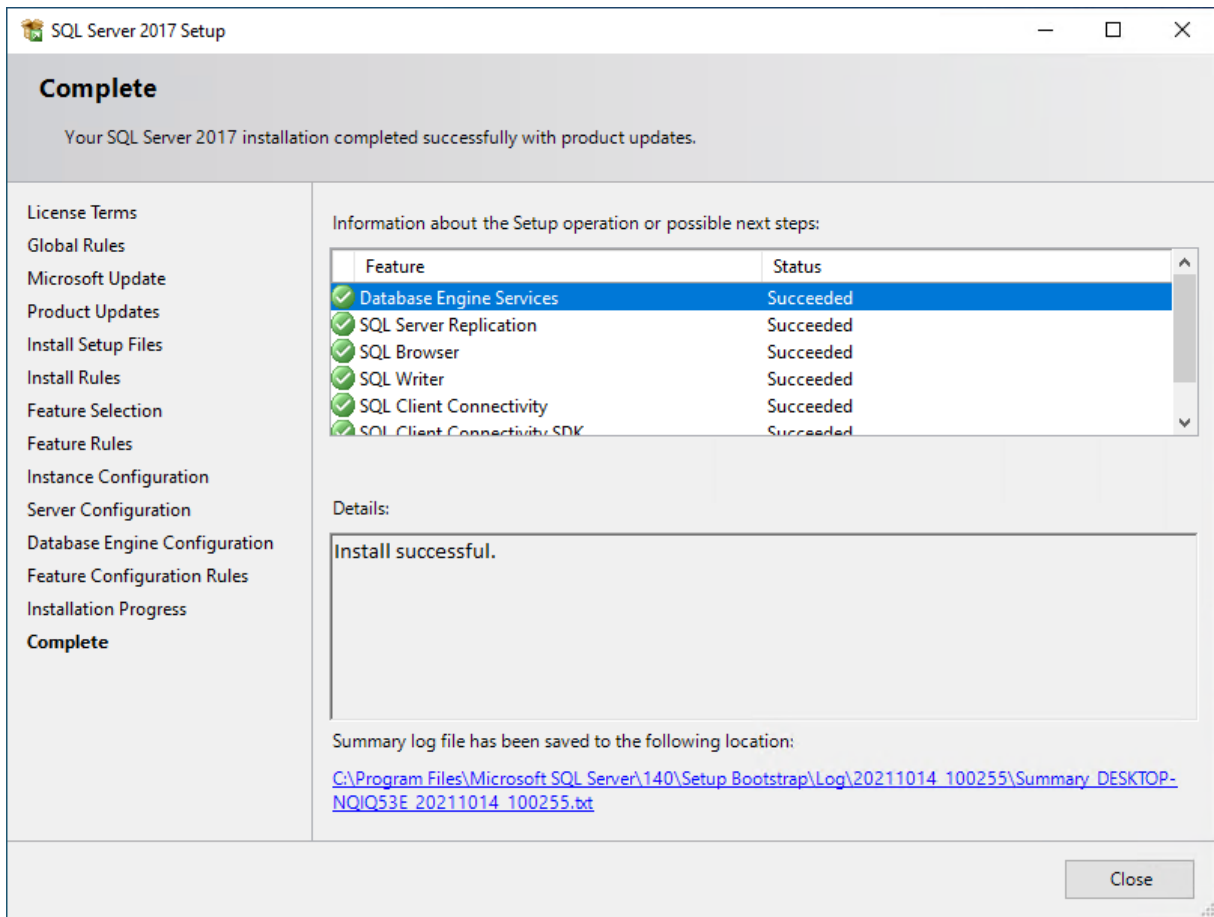 SQL Server 2017 Setup
Complete
Your SQL Server 2017 installation completed successfully with product updates.
License Terms
Global Rules
Microsoft Update
Product Updates
Install Setup Files
Install Rules
Feature Selection
Feature Rules
Instance Configuration
Server Configuration
Database Engine Configuration
Feature Configuration Rules
Installation Progress
Complete
Information about the Setup operation or possible next steps:
Feature Status
Database Engine Services Succeeded
SQL Server Replication Succeeded
SQL Browser Succeeded
SQL Writer Succeeded
SQL Client Connectivity Succeeded
SQL Client Connectivity SDK Succeeded
Details:
Install successful.
Summary log file has been saved to the following location:
C:\Program Files\Microsoft SQL Server\140\Setup Bootstrap\Log\20211014_100255\Summary_DESKTOP-
NQIQ53E_20211014_100255.txt
Close